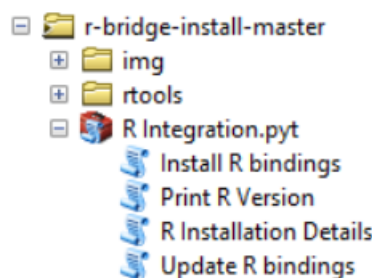 r-bridge-install-master
img
rtools
R Integration.pyt
Install R bindings
Print R Version
R Installation Details
Update R bindings